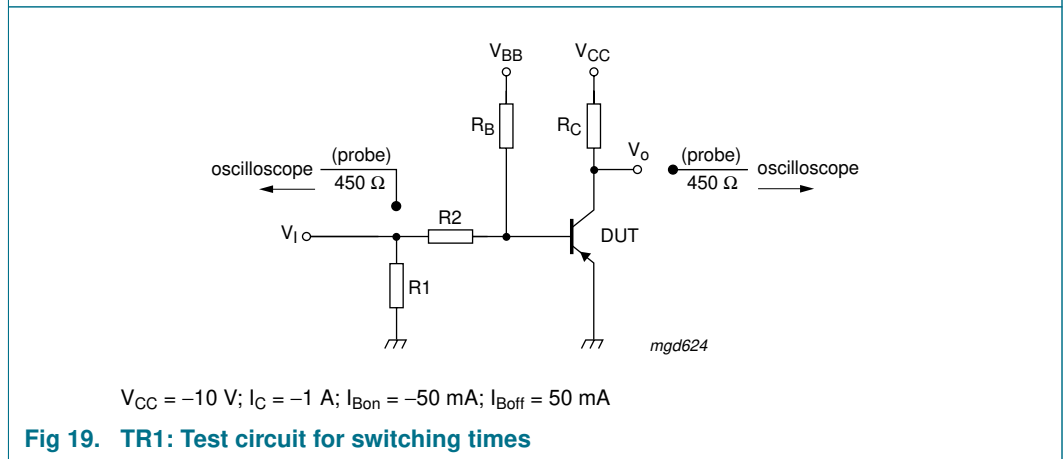 V_BB V_CC
R_B R_C
V_o
oscilloscope (probe) 450 Ω
(probe) 450 Ω oscilloscope
V_I R2 DUT
R1
mgd624
V_CC = −10 V; I_C = −1 A; I_Bon = −50 mA; I_Boff = 50 mA
Fig 19. TR1: Test circuit for switching times